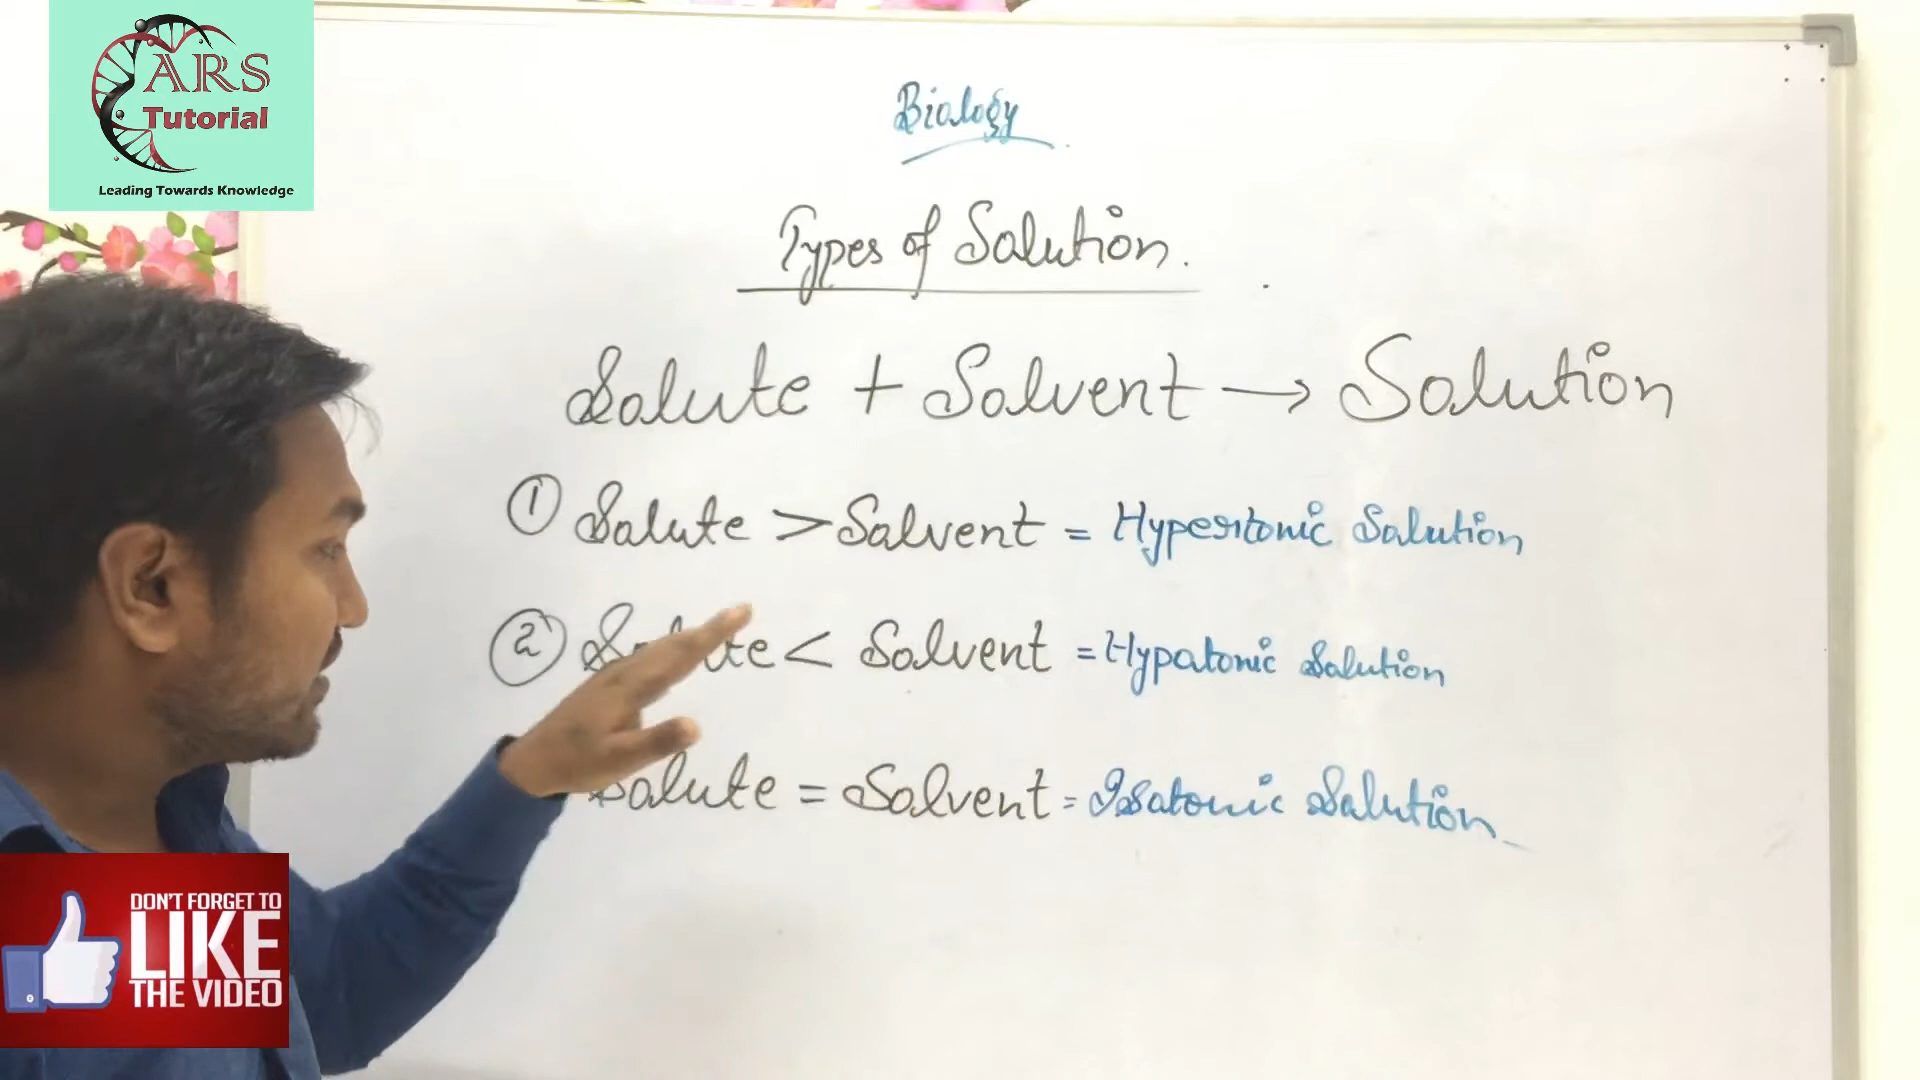 ARS
Tutorial
Leading Towards Knowledge
Biology
Types of Solution.
Solute + Solvent → Solution
① Solute > Solvent = Hypertonic Solution
② Solute < Solvent = Hypotonic Solution
Solute = Solvent = Isotonic Solution
DON'T FORGET TO
LIKE
THE VIDEO